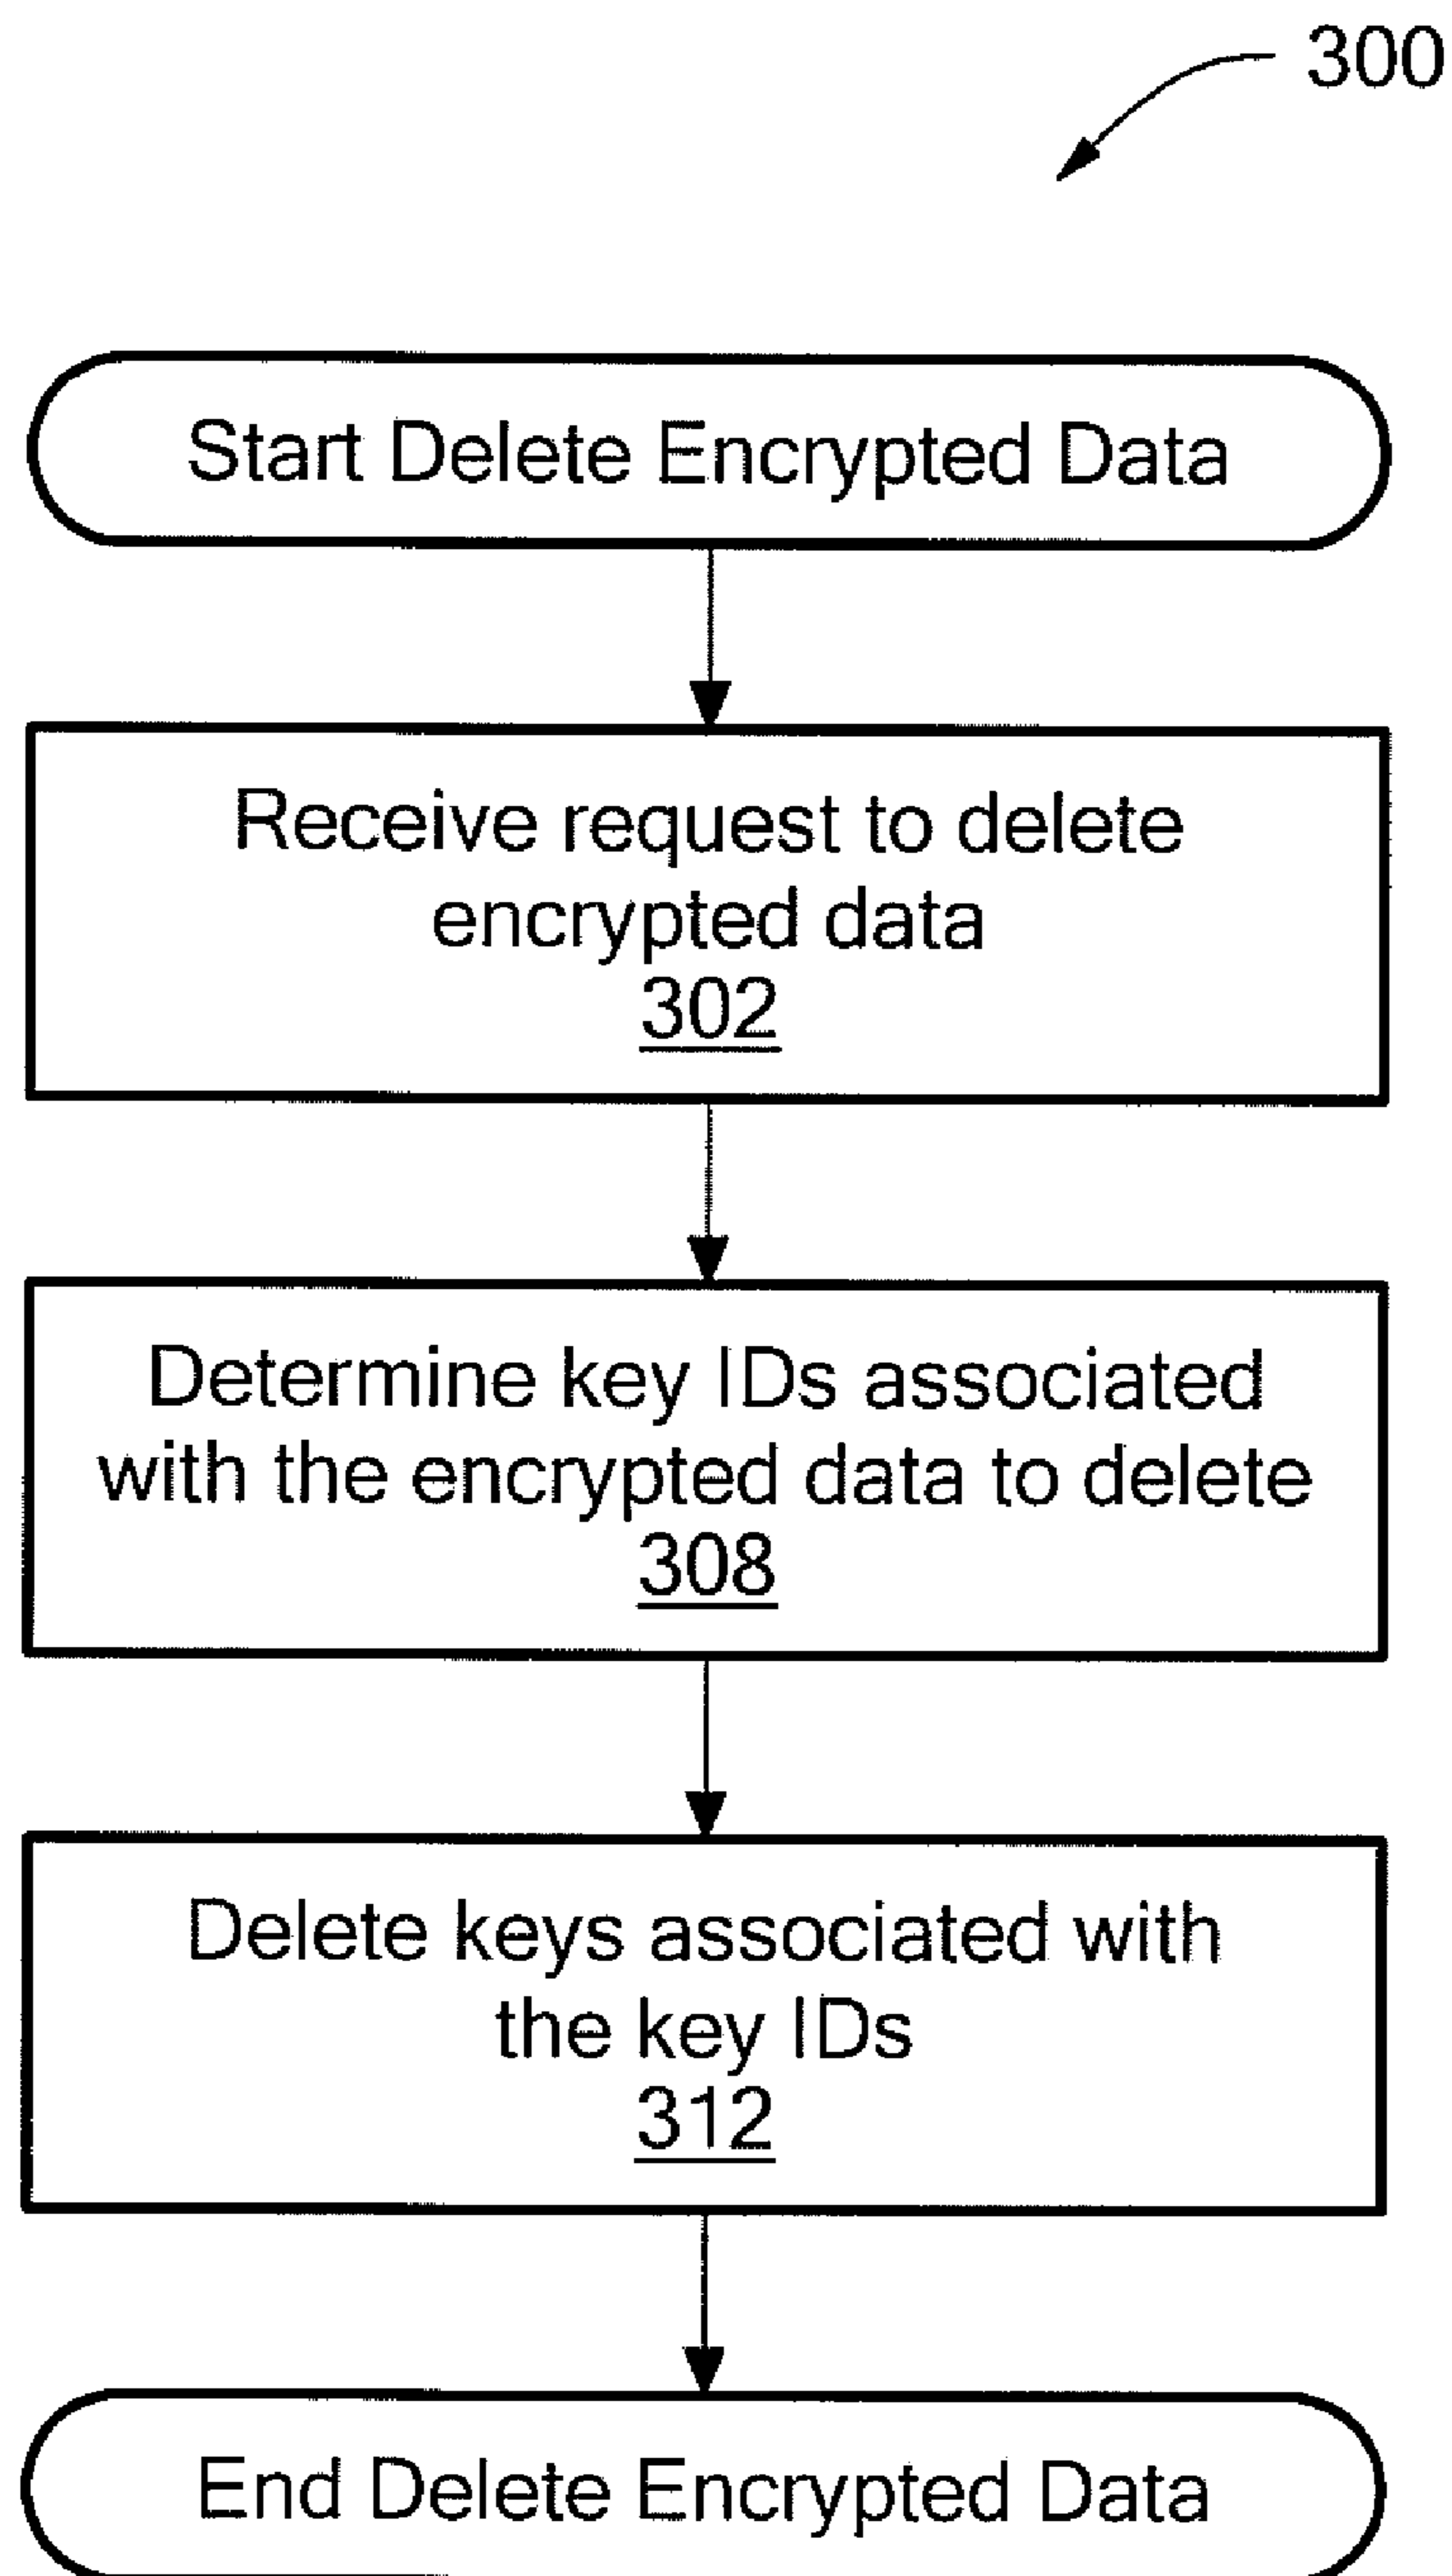 300
Start Delete Encrypted Data
Receive request to delete
encrypted data
302
Determine key IDs associated
with the encrypted data to delete
308
Delete keys associated with
the key IDs
312
End Delete Encrypted Data